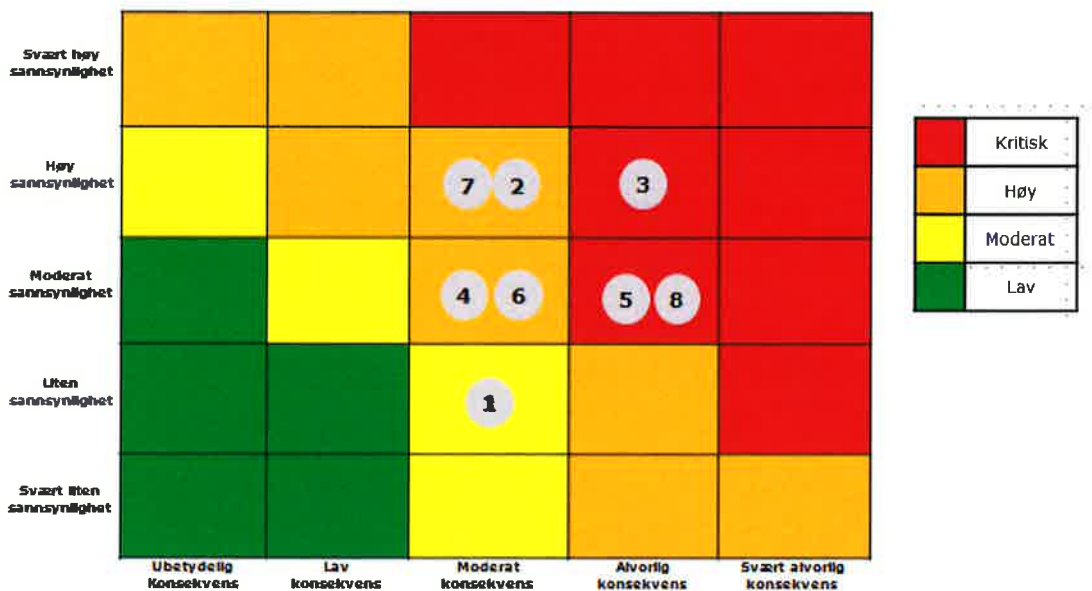 Svært høy
sannsynlighet
Høy
sannsynlighet
7 2 3
Moderat
sannsynlighet
4 6 5 8
Liten
sannsynlighet
1
Svært liten
sannsynlighet
Ubetydelig
Konsekvens
Lav
konsekvens
Moderat
konsekvens
Alvorlig
konsekvens
Svært alvorlig
konsekvens
Kritisk
Høy
Moderat
Lav